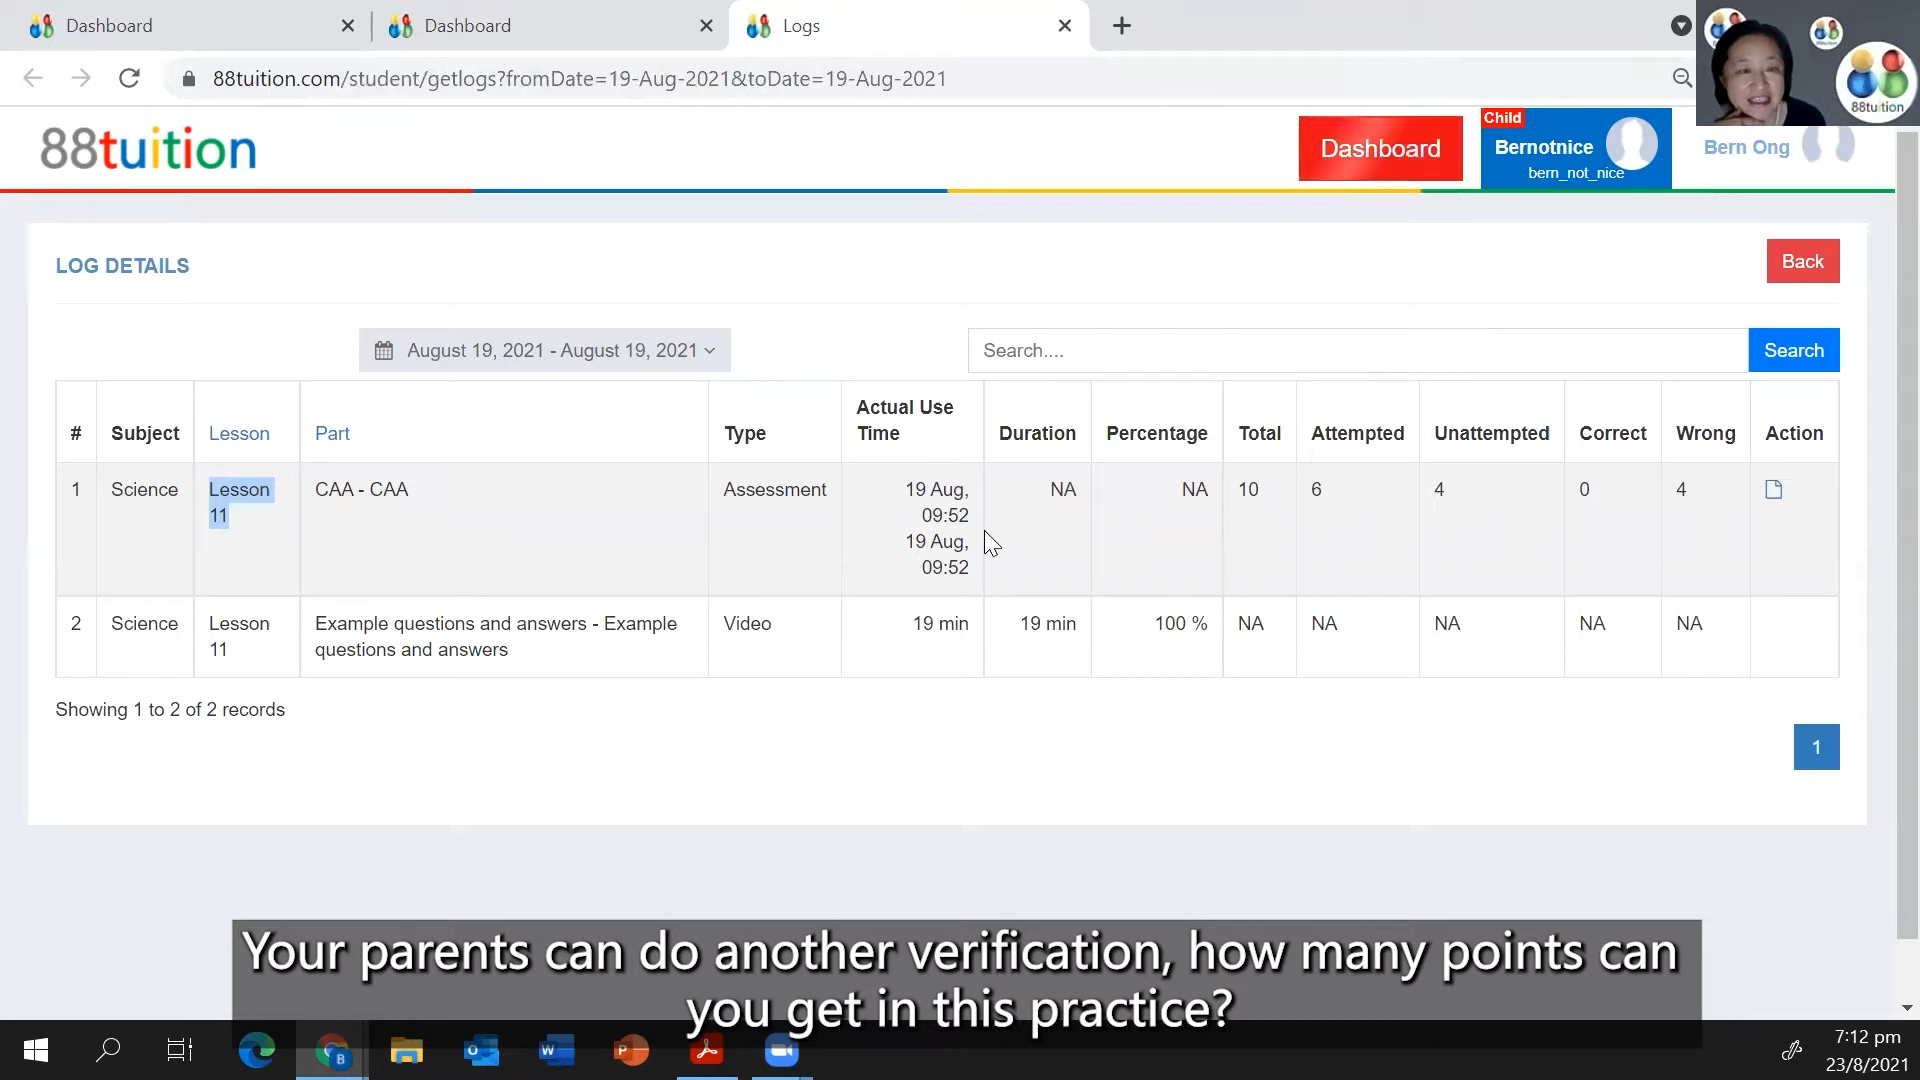 Dashboard
Dashboard
Logs
88tuition.com/student/getlogs?fromDate=19-Aug-2021&toDate=19-Aug-2021
88tuition
88tuition
Dashboard
Child
Bernotnice
bern_not_nice
Bern Ong
LOG DETAILS
Back
August 19, 2021 - August 19, 2021
Search....
Search
# Subject Lesson Part Type Actual Use Time Duration Percentage Total Attempted Unattempted Correct Wrong Action
1 Science Lesson 11 CAA - CAA Assessment 19 Aug, 09:52 19 Aug, 09:52 NA NA 10 6 4 0 4
2 Science Lesson 11 Example questions and answers - Example questions and answers Video 19 min 19 min 100 % NA NA NA NA NA
Showing 1 to 2 of 2 records
1
Your parents can do another verification, how many points can
you get in this practice?
7:12 pm
23/8/2021